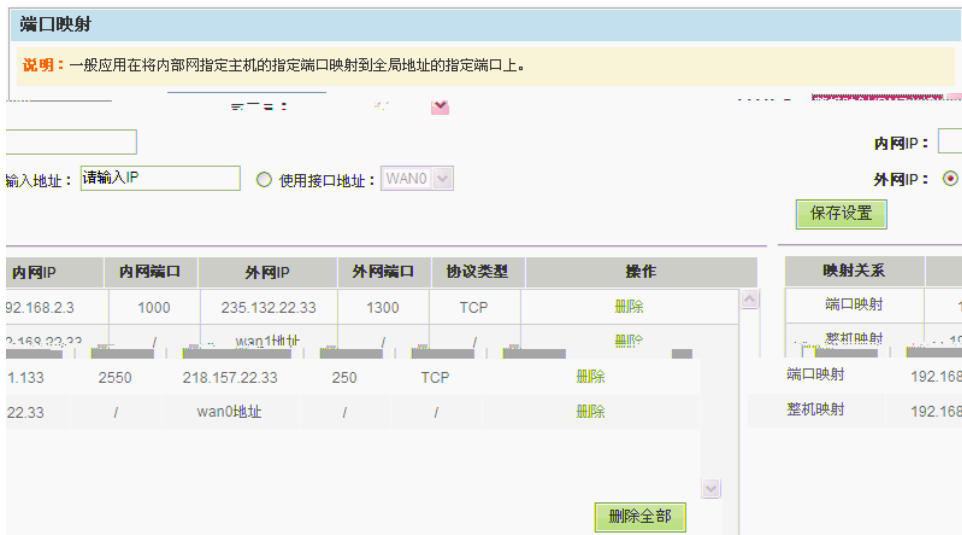 端口映射
说明：一般应用在将内部网指定主机的指定端口映射到全局地址的指定端口上。
内网IP：
输入地址： 请输入IP 使用接口地址： WAN0 外网IP：
保存设置
内网IP 内网端口 外网IP 外网端口 协议类型 操作 映射关系
92.168.2.3 1000 235.132.22.33 1300 TCP 删除 端口映射
/ wan1地址 / / 删除 整机映射
1.133 2550 218.157.22.33 250 TCP 删除 端口映射 192.168
22.33 / wan0地址 / / 删除 整机映射 192.168
删除全部